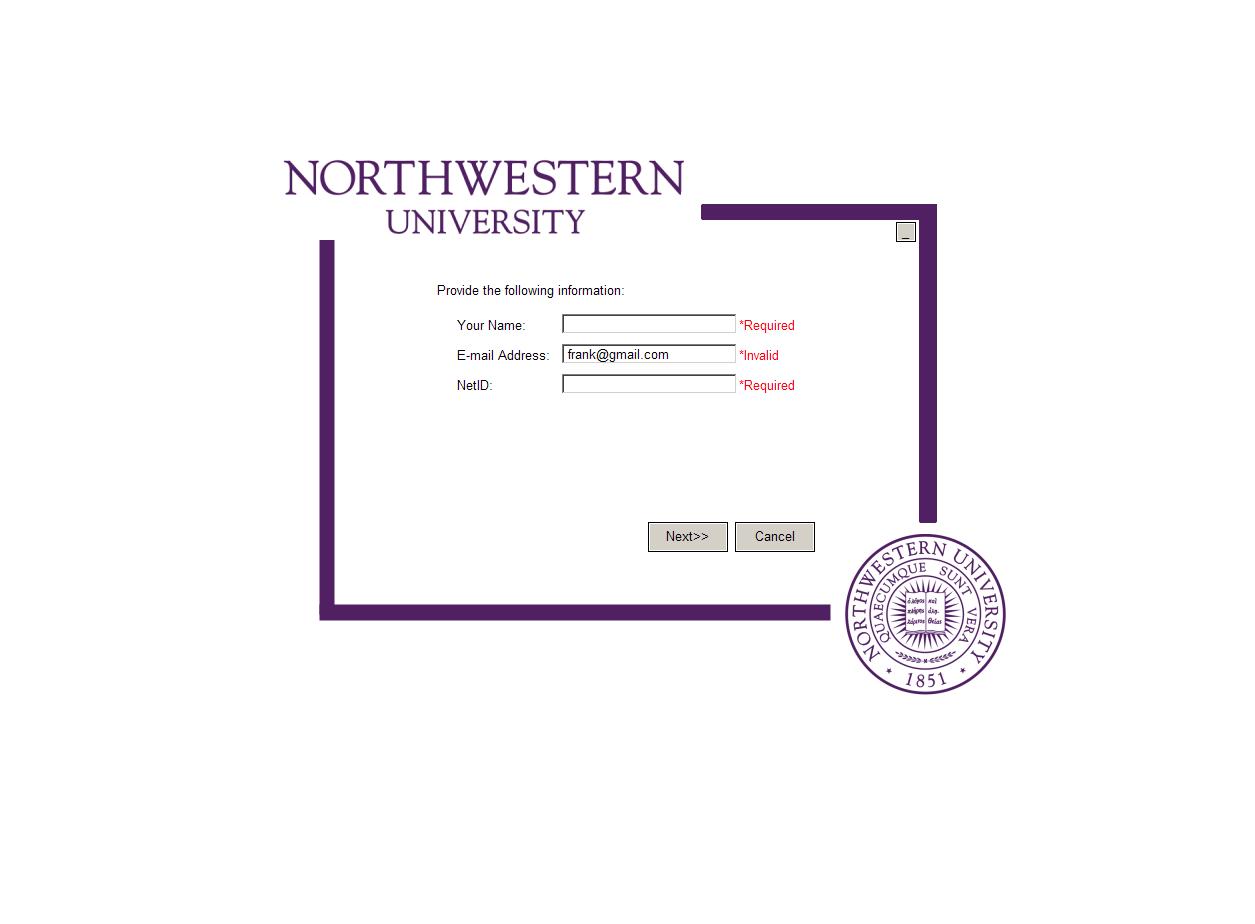 NORTHWESTERN
UNIVERSITY
_
Provide the following information:
Your Name: *Required
E-mail Address: frank@gmail.com *Invalid
NetID: *Required
Next>> Cancel
NORTHWESTERN UNIVERSITY
QUAECUMQUE SUNT VERA
1851